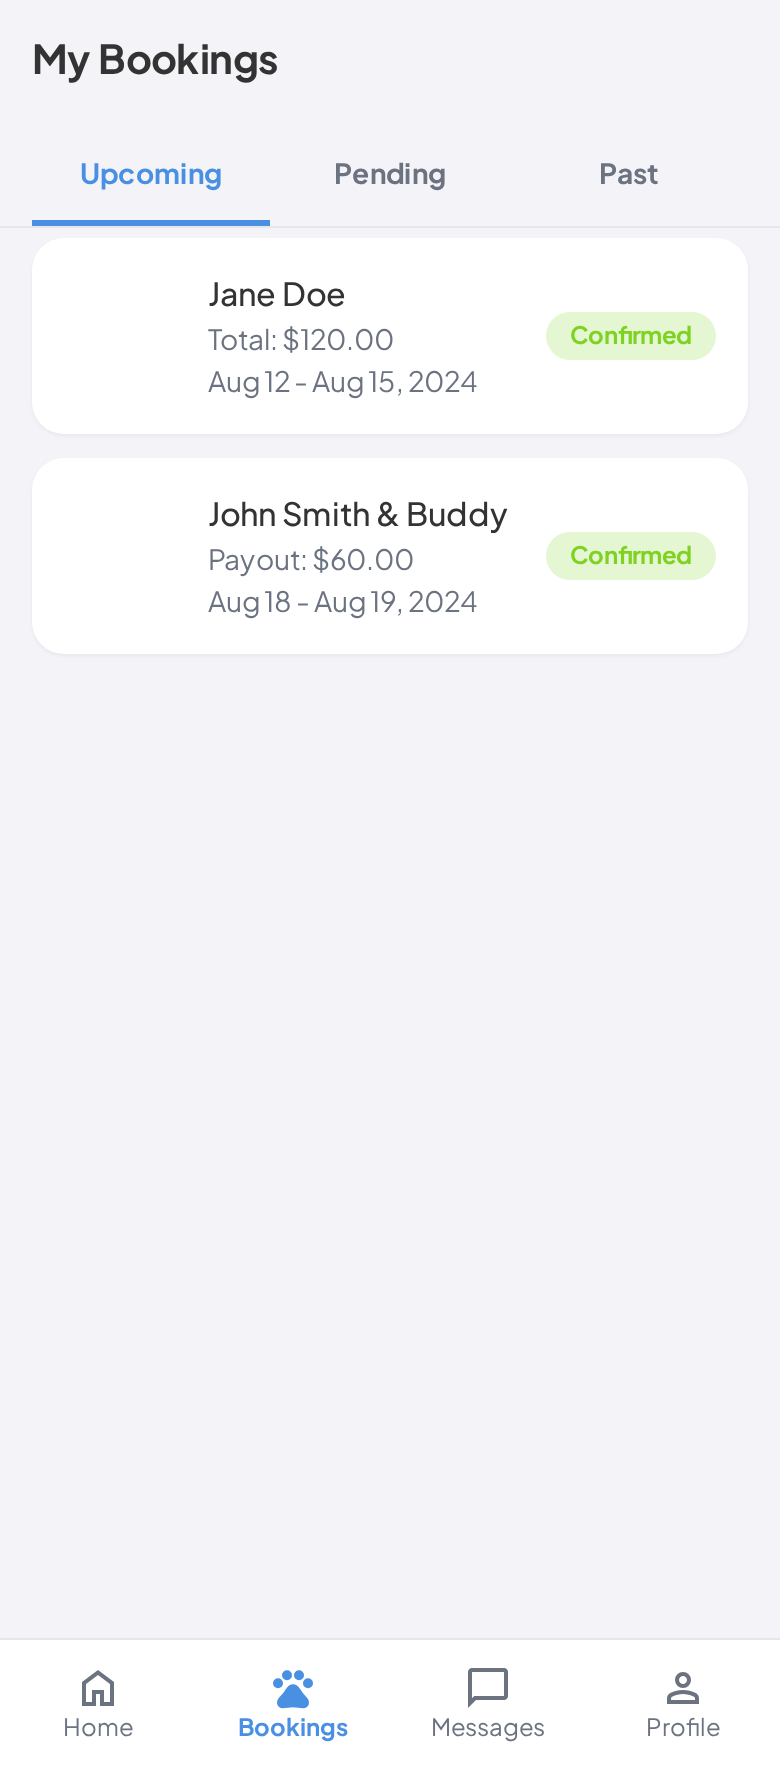 My Bookings
Upcoming Pending Past
Jane Doe
Total: $120.00
Confirmed
Aug 12 - Aug 15, 2024
John Smith & Buddy
Payout: $60.00
Confirmed
Aug 18 - Aug 19, 2024
Home Bookings Messages Profile